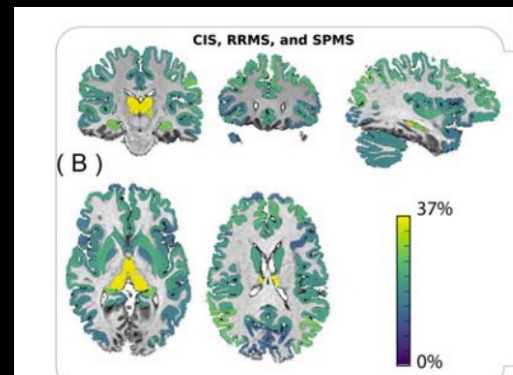 CIS, RRMS, and SPMS
( B )
37%
0%